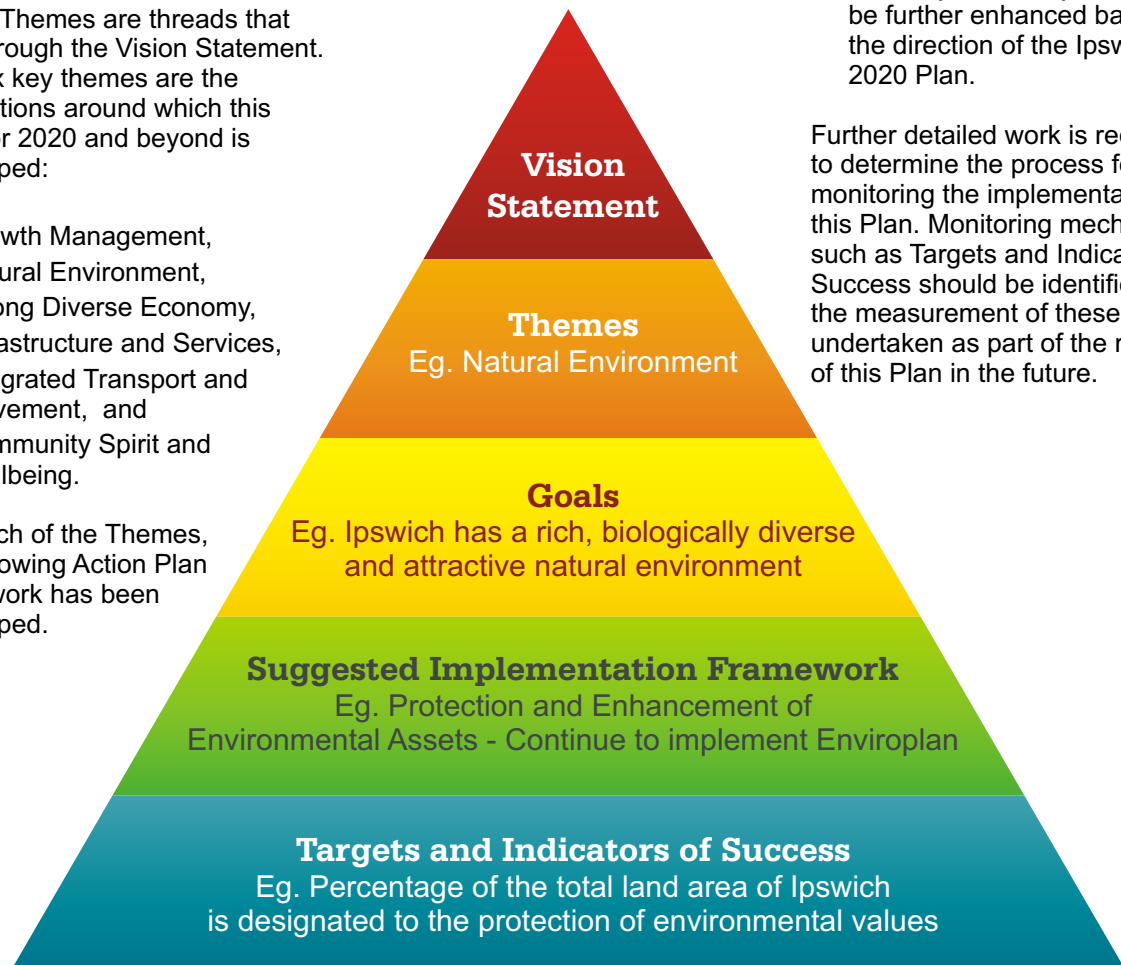 Themes are threads that
rough the Vision Statement.
key themes are the
tions around which this
or 2020 and beyond is
ped:
wth Management,
ural Environment,
ong Diverse Economy,
astructure and Services,
grated Transport and
vement, and
mmunity Spirit and
lbeing.
ch of the Themes,
owing Action Plan
work has been
ped.
Vision
Statement
Themes
Eg. Natural Environment
Goals
Eg. Ipswich has a rich, biologically diverse
and attractive natural environment
Suggested Implementation Framework
Eg. Protection and Enhancement of
Environmental Assets - Continue to implement Enviroplan
Targets and Indicators of Success
Eg. Percentage of the total land area of Ipswich
is designated to the protection of environmental values
be further enhanced ba
the direction of the Ipsw
2020 Plan.
Further detailed work is re
to determine the process f
monitoring the implementa
this Plan. Monitoring mech
such as Targets and Indica
Success should be identifi
the measurement of these
undertaken as part of the r
of this Plan in the future.